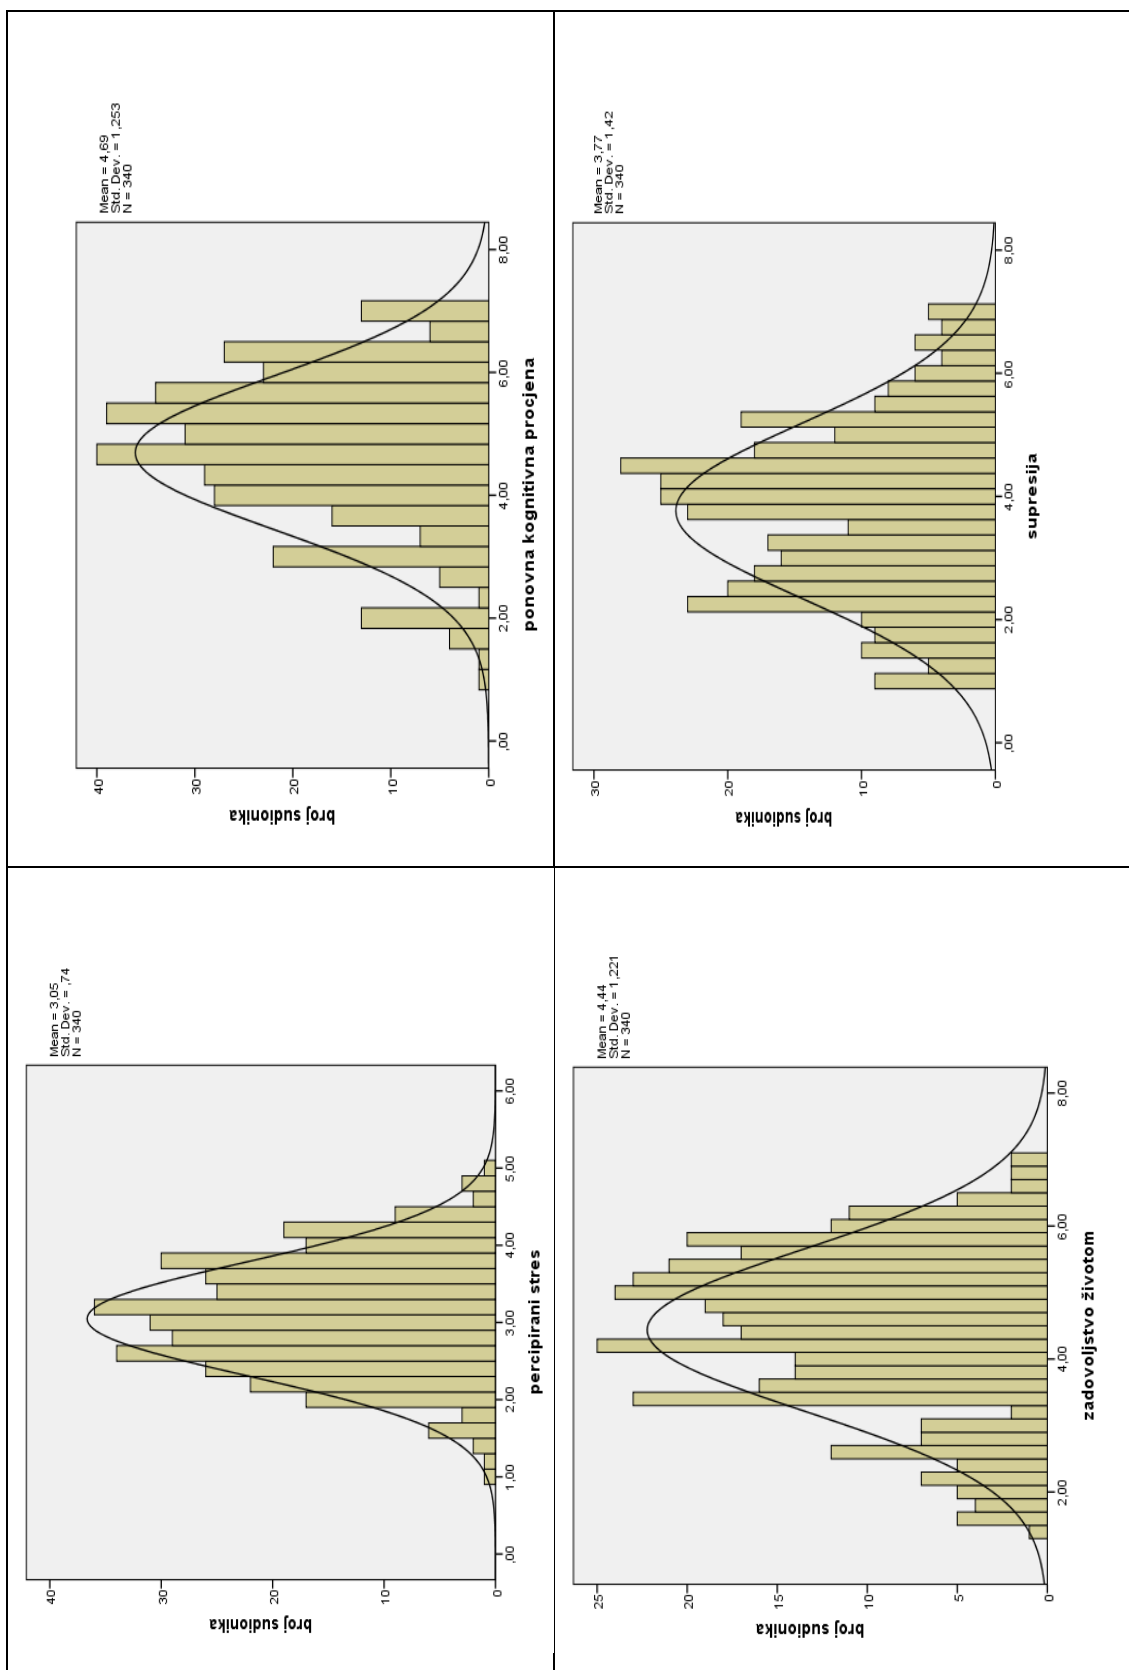 Mean = 3,05
Std. Dev. = ,74
N = 340
40
30
20
10
0
broj sudionika
,00
1,00
2,00
3,00
4,00
5,00
6,00
percipirani stres
Mean = 4,69
Std. Dev. = 1,253
N = 340
40
30
20
10
0
broj sudionika
,00
2,00
4,00
6,00
8,00
ponovna kognitivna procjena
Mean = 4,44
Std. Dev. = 1,221
N = 340
25
20
15
10
5
0
broj sudionika
2,00
4,00
6,00
8,00
zadovoljstvo životom
Mean = 3,77
Std. Dev. = 1,42
N = 340
30
20
10
0
broj sudionika
,00
2,00
4,00
6,00
8,00
supresija